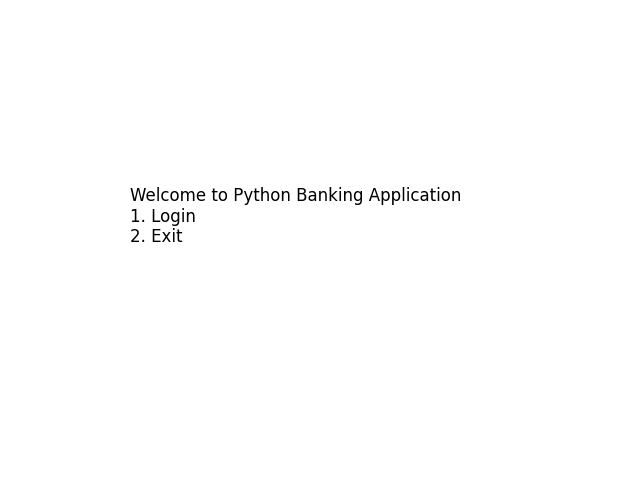 Welcome to Python Banking Application
1. Login
2. Exit